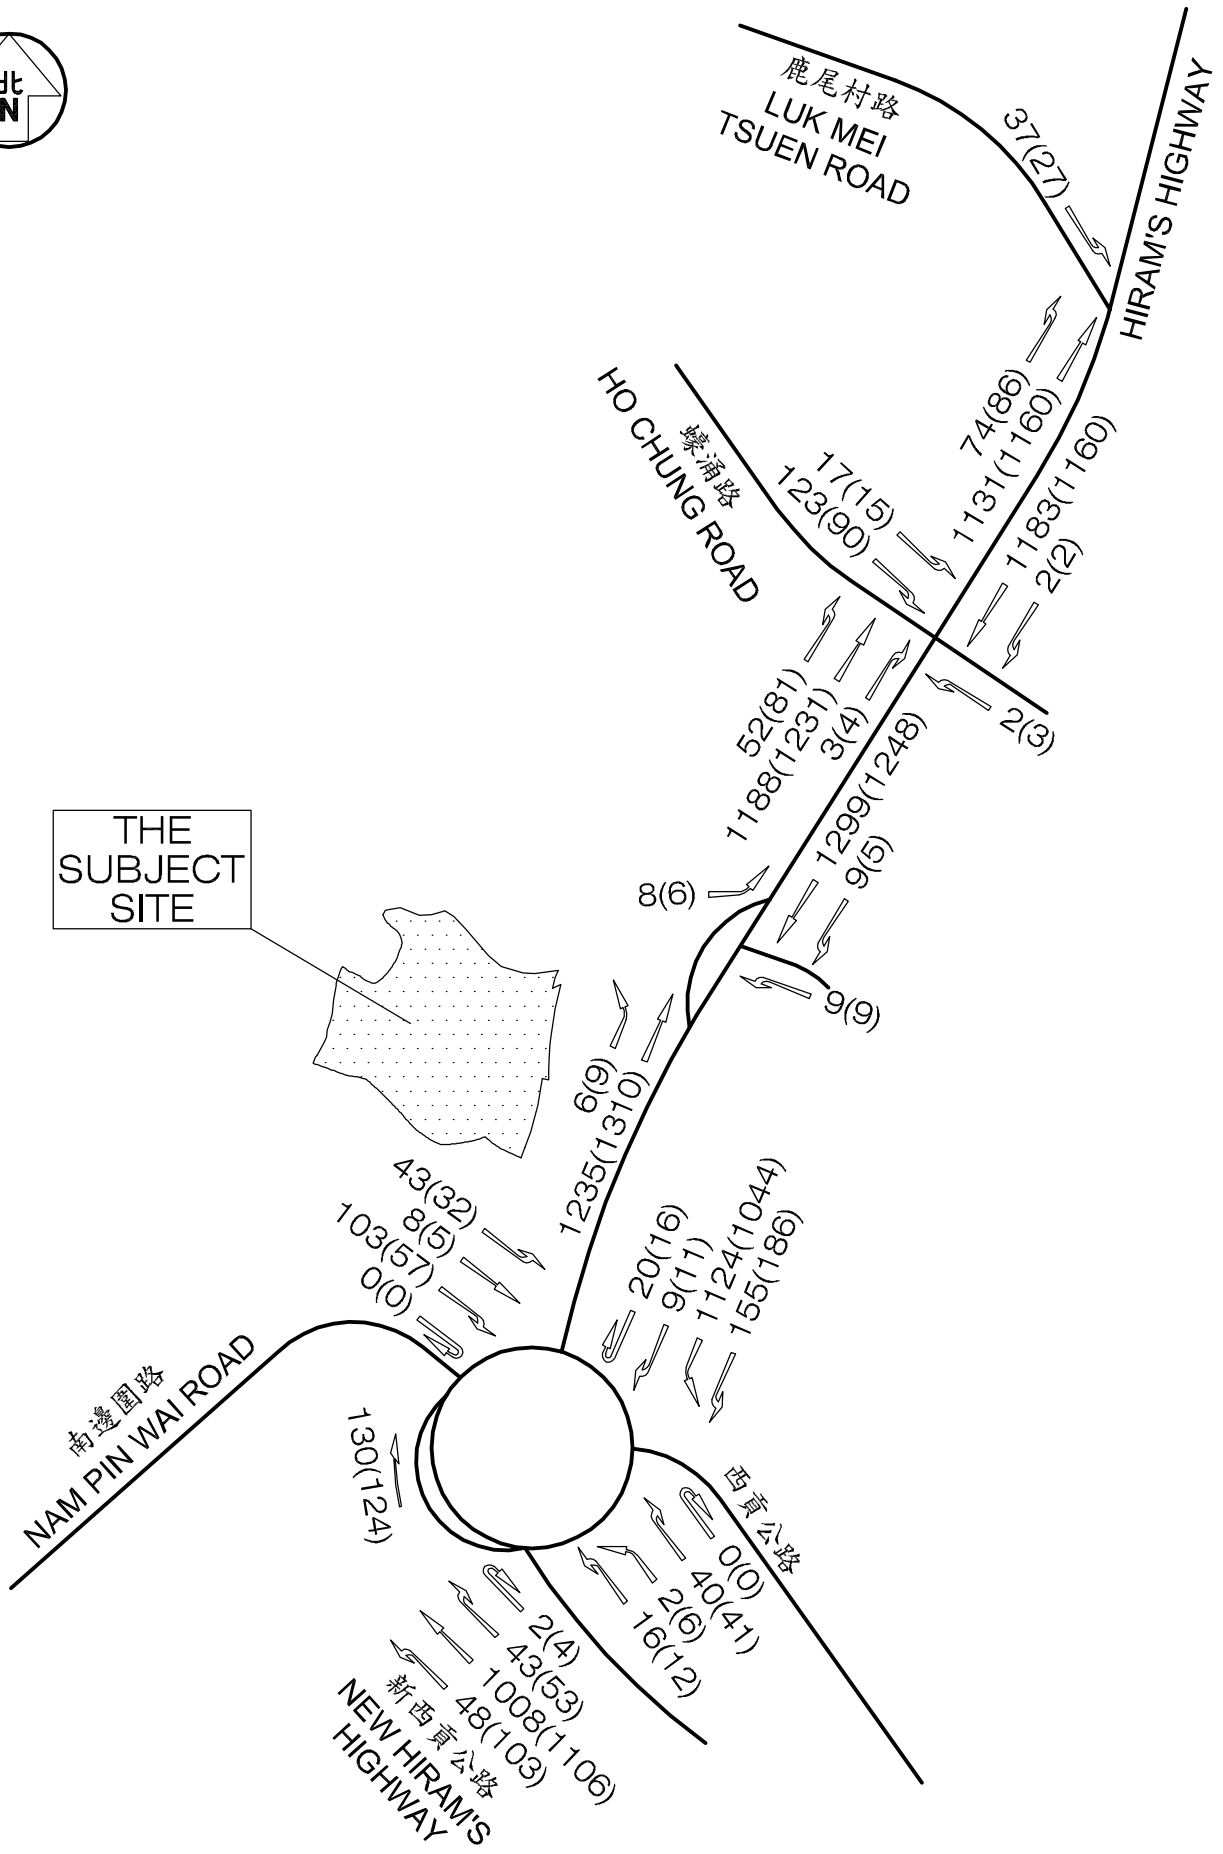 北
N
鹿尾村路
LUK MEI
TSUEN ROAD
37(27)
HIRAM'S HIGHWAY
74(86)
1131(1160)
1183(1160)
2(2)
蠔涌路
HO CHUNG ROAD
17(15)
123(90)
52(81)
1188(1231)
3(4)
2(3)
1299(1248)
9(5)
THE
SUBJECT
SITE
8(6)
9(9)
6(9)
1235(1310)
43(32)
8(5)
103(57)
0(0)
20(16)
9(11)
1124(1044)
155(186)
南邊圍路
NAM PIN WAI ROAD
130(124)
西貢公路
0(0)
40(41)
2(6)
16(12)
2(4)
43(53)
1008(1106)
48(103)
新西貢公路
NEW HIRAM'S
HIGHWAY